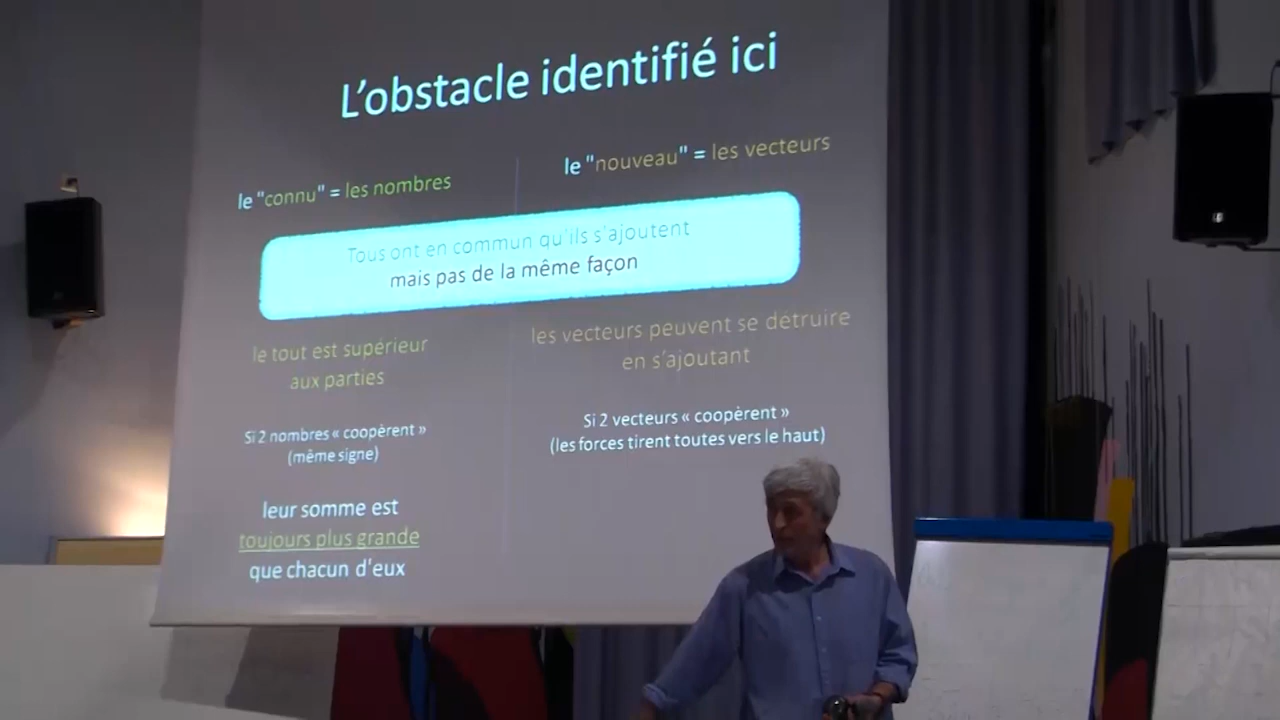 L'obstacle identifié ici
le "connu" = les nombres
le "nouveau" = les vecteurs
Tous ont en commun qu'ils s'ajoutent
mais pas de la même façon
le tout est supérieur
aux parties
les vecteurs peuvent se détruire
en s'ajoutant
Si 2 nombres « coopèrent »
(même signe)
Si 2 vecteurs « coopèrent »
(les forces tirent toutes vers le haut)
leur somme est
toujours plus grande
que chacun d'eux